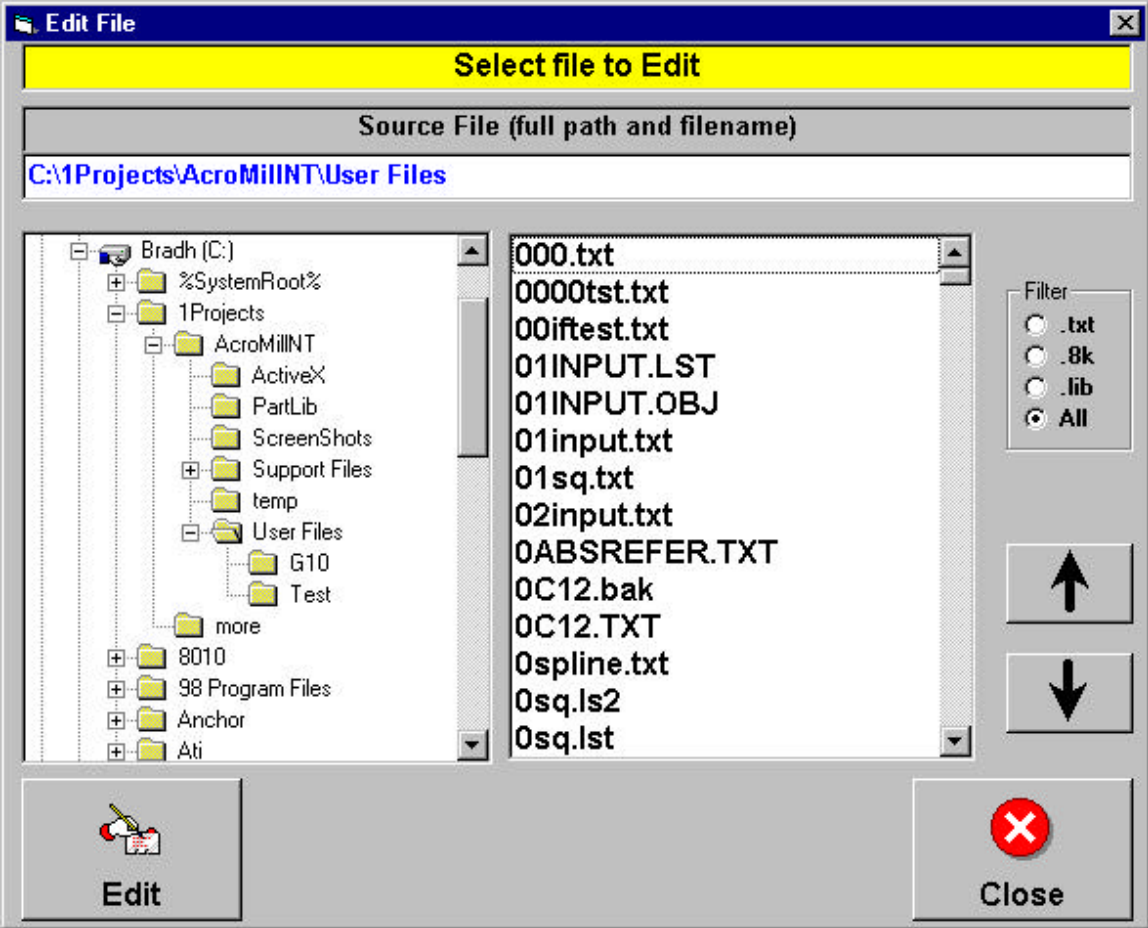 Edit File
Select file to Edit
Source File (full path and filename)
C:\1Projects\AcroMillNT\User Files
Bradh (C:)
%SystemRoot%
1Projects
AcroMillNT
ActiveX
PartLib
ScreenShots
Support Files
temp
User Files
G10
Test
more
8010
98 Program Files
Anchor
Ati
000.txt
0000tst.txt
00iftest.txt
01INPUT.LST
01INPUT.OBJ
01input.txt
01sq.txt
02input.txt
0ABSREFER.TXT
0C12.bak
0C12.TXT
0spline.txt
0sq.ls2
0sq.lst
Filter
.txt
.8k
.lib
All
Edit
Close